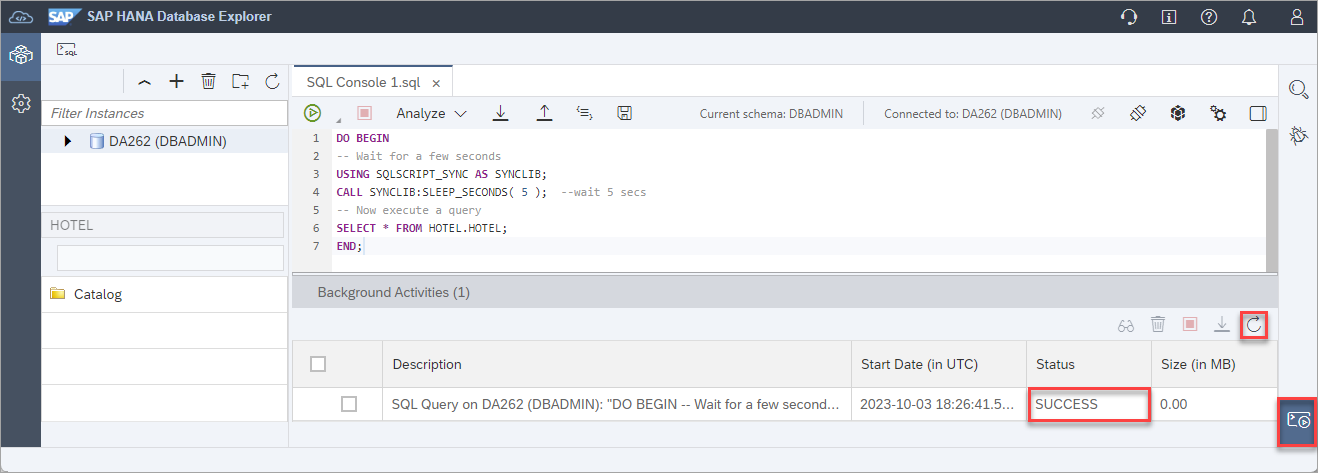 SAP SAP HANA Database Explorer
SQL
SQL Console 1.sql
Filter Instances
DA262 (DBADMIN)
HOTEL
Catalog
Analyze
Current schema: DBADMIN
Connected to: DA262 (DBADMIN)
1 DO BEGIN
2 -- Wait for a few seconds
3 USING SQLSCRIPT_SYNC AS SYNCLIB;
4 CALL SYNCLIB:SLEEP_SECONDS( 5 );  --wait 5 secs
5 -- Now execute a query
6 SELECT * FROM HOTEL.HOTEL;
7 END;
Background Activities (1)
Description Start Date (in UTC) Status Size (in MB)
SQL Query on DA262 (DBADMIN): "DO BEGIN -- Wait for a few second... 2023-10-03 18:26:41.5... SUCCESS 0.00